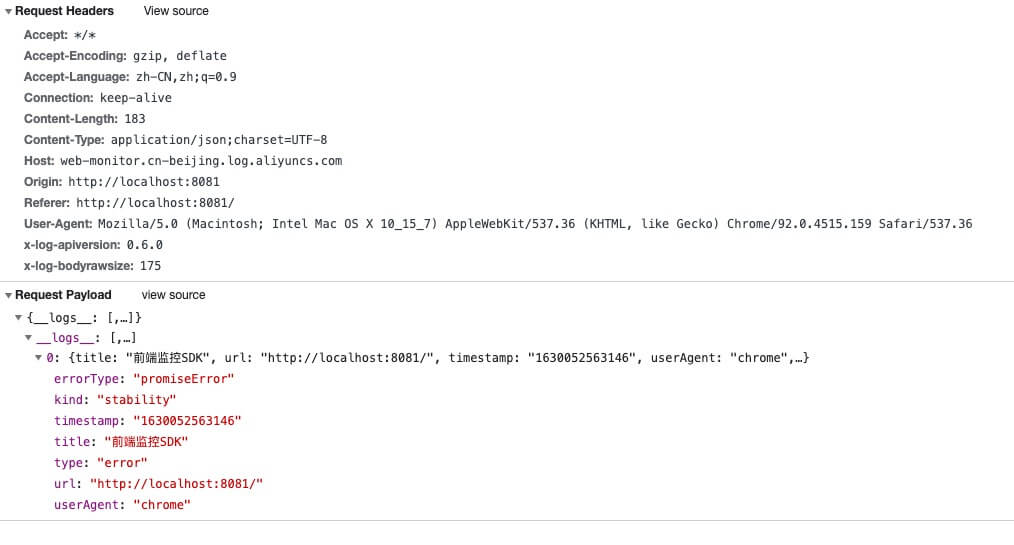 Request Headers View source
Accept: */*
Accept-Encoding: gzip, deflate
Accept-Language: zh-CN,zh;q=0.9
Connection: keep-alive
Content-Length: 183
Content-Type: application/json;charset=UTF-8
Host: web-monitor.cn-beijing.log.aliyuncs.com
Origin: http://localhost:8081
Referer: http://localhost:8081/
User-Agent: Mozilla/5.0 (Macintosh; Intel Mac OS X 10_15_7) AppleWebKit/537.36 (KHTML, like Gecko) Chrome/92.0.4515.159 Safari/537.36
x-log-apiversion: 0.6.0
x-log-bodyrawsize: 175
Request Payload view source
{__logs__: [,…]}
__logs__: [,…]
0: {title: "前端监控SDK", url: "http://localhost:8081/", timestamp: "1630052563146", userAgent: "chrome",…}
errorType: "promiseError"
kind: "stability"
timestamp: "1630052563146"
title: "前端监控SDK"
type: "error"
url: "http://localhost:8081/"
userAgent: "chrome"